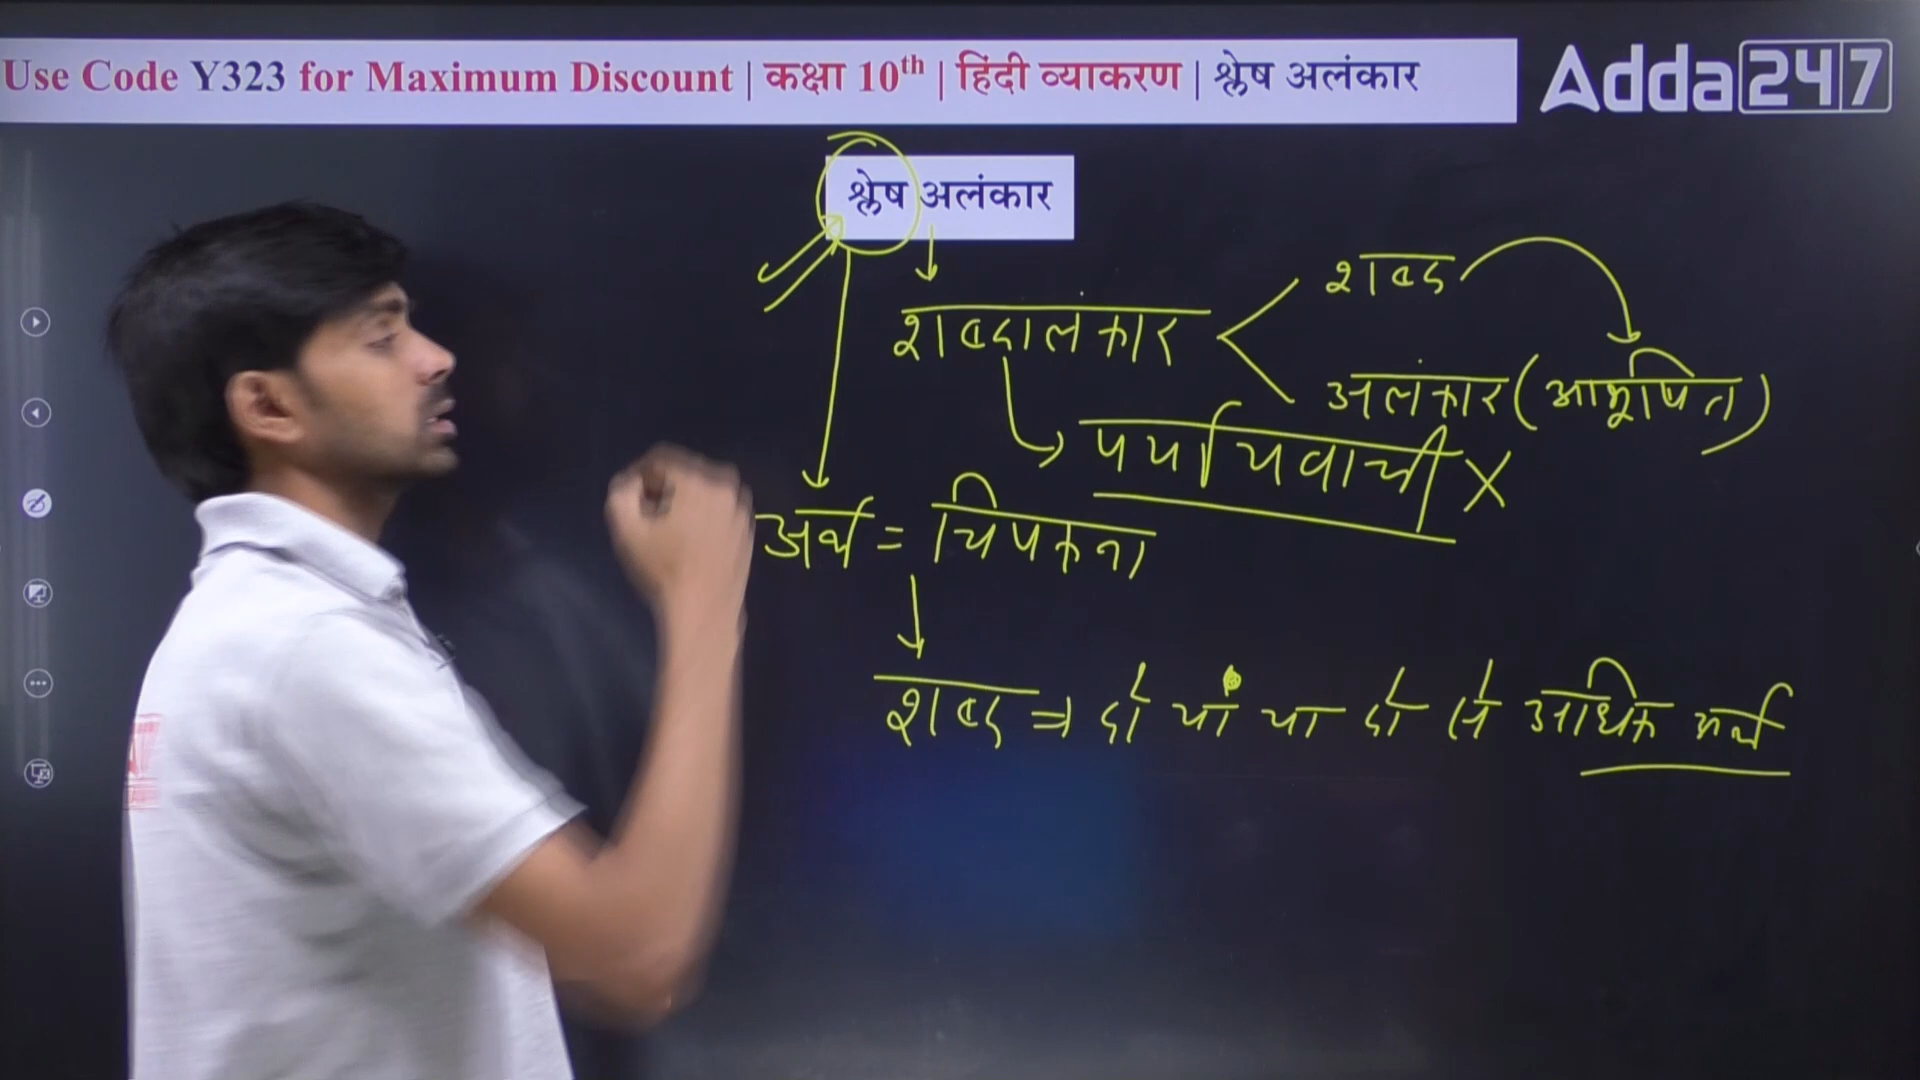 Use Code Y323 for Maximum Discount | कक्षा 10th | हिंदी व्याकरण | श्लेष अलंकार
Adda247
श्लेष अलंकार
शब्दालंकार
शब्द
अलंकार (आभूषित)
पर्यायवाची X
अर्थ = चिपकना
शब्द ⇒ दो या या दो से अधिक अर्थ